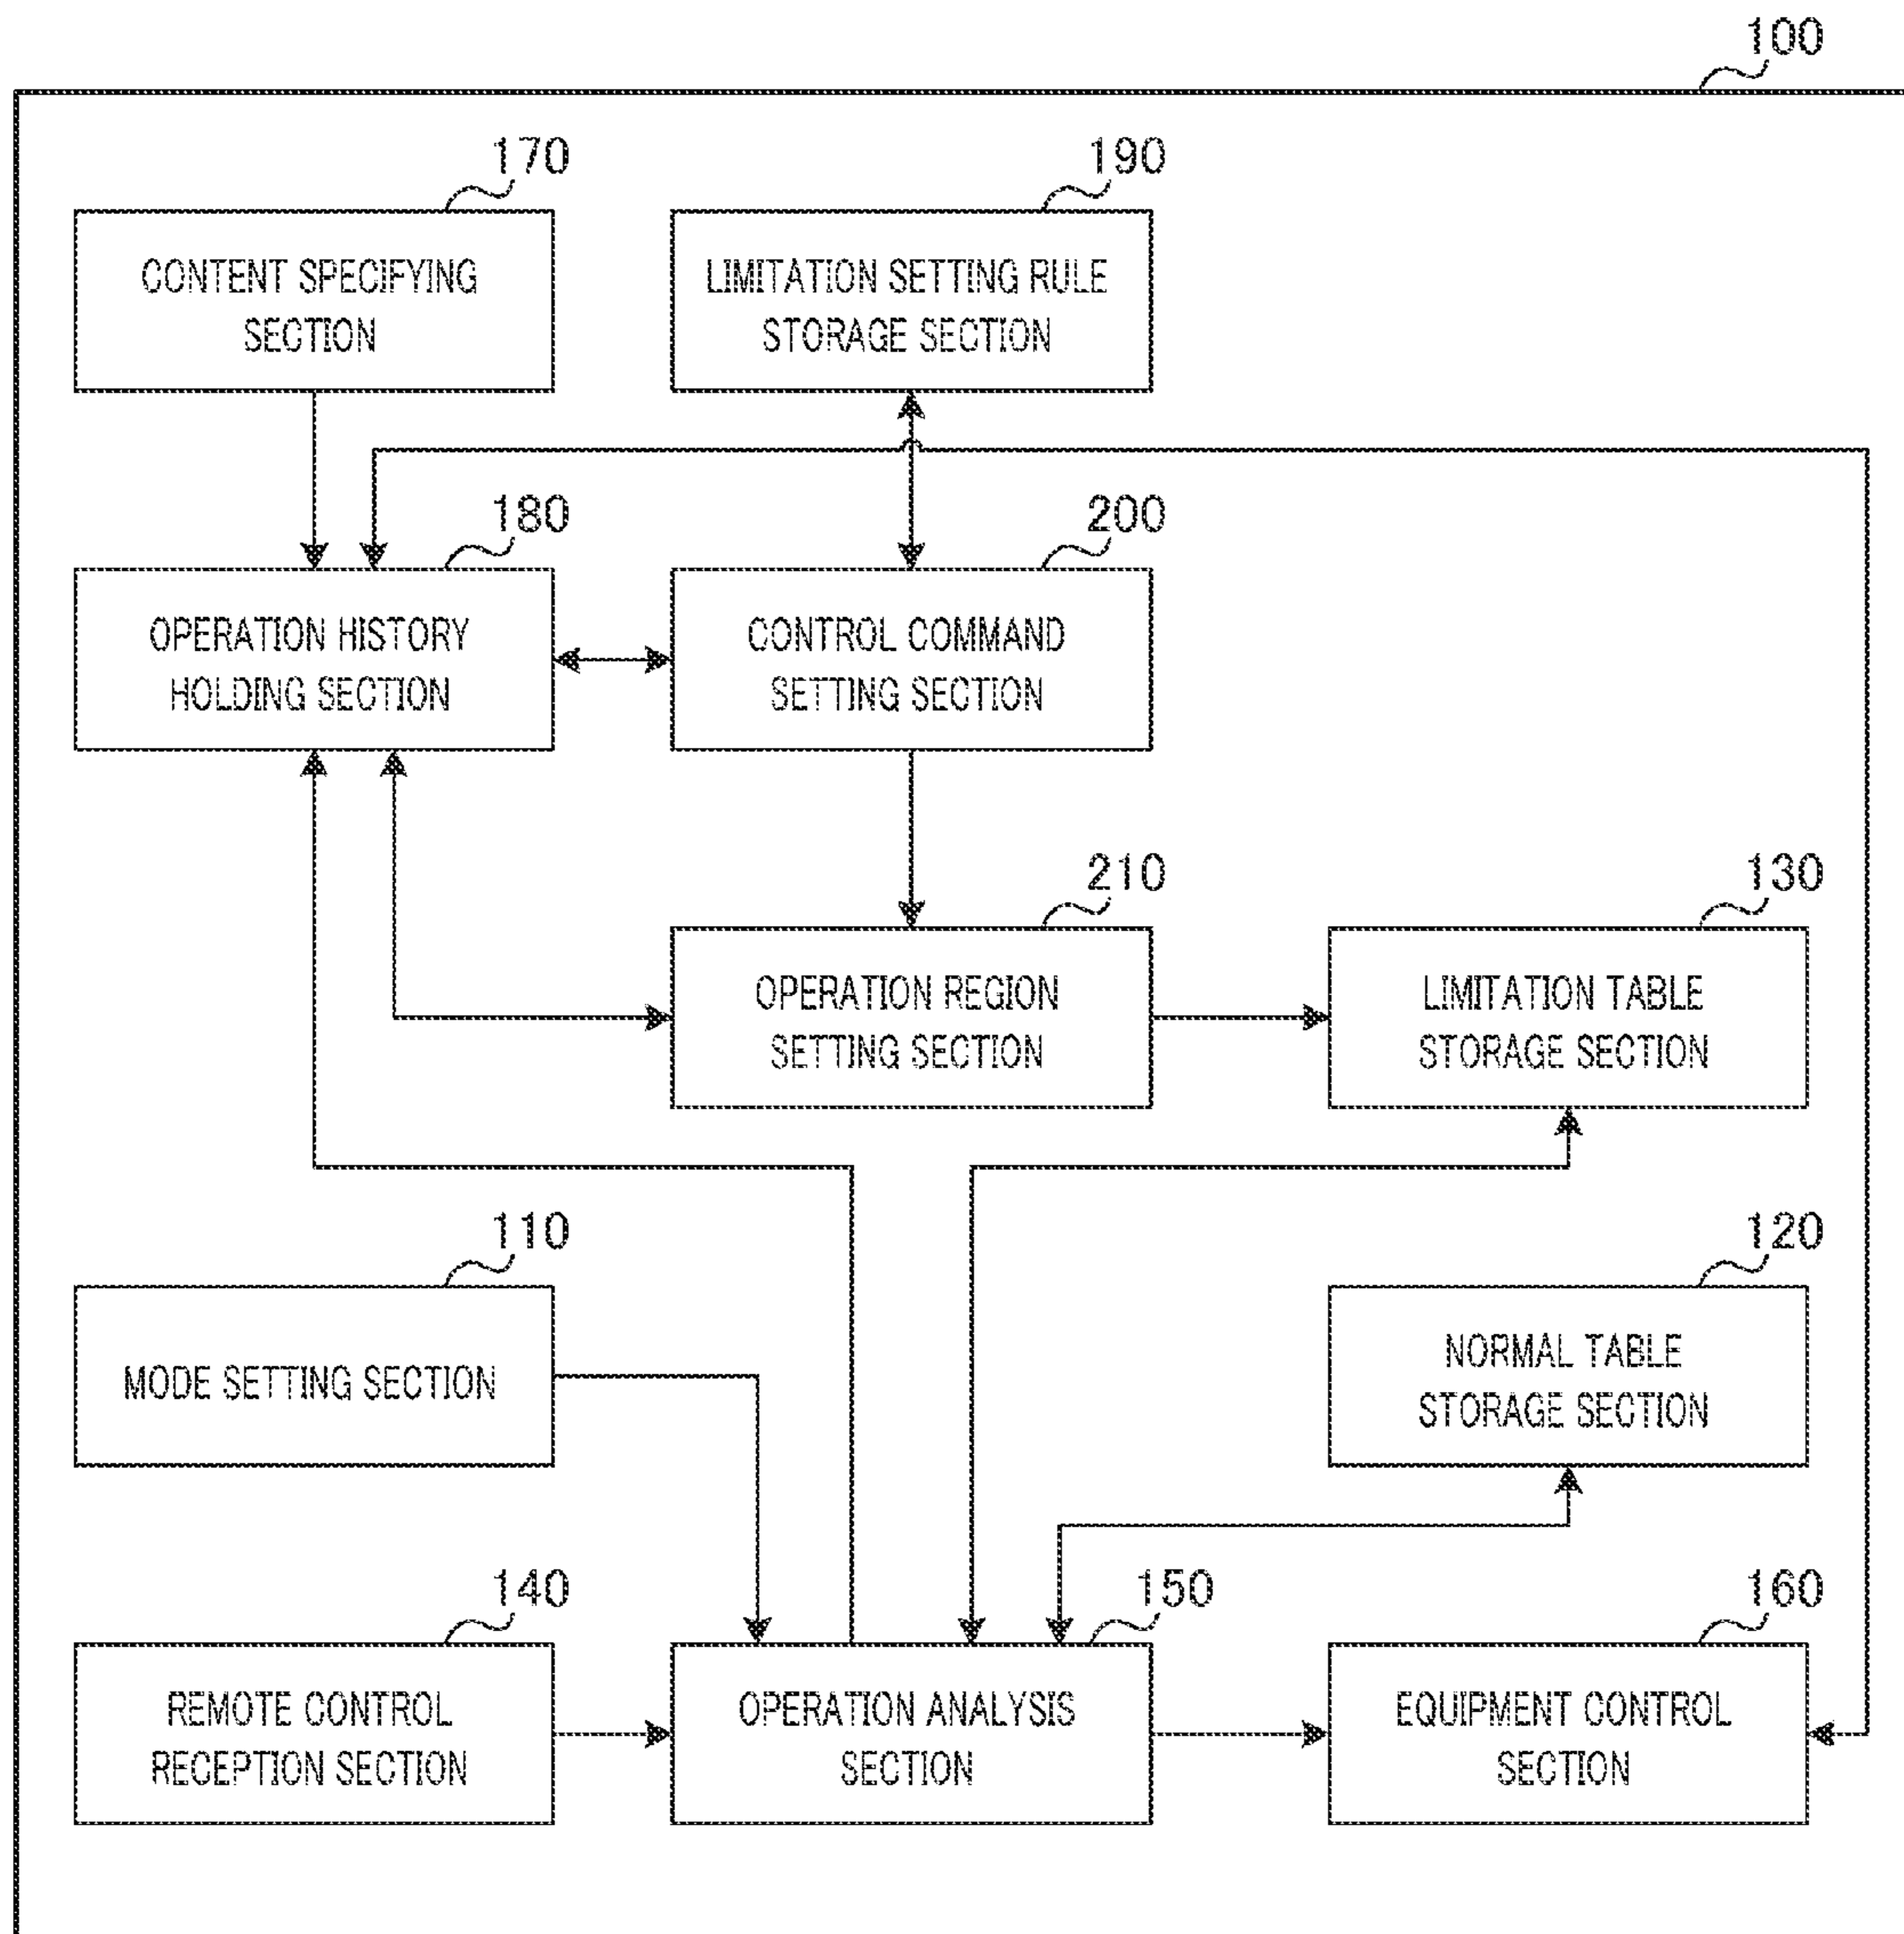 100
170
190
CONTENT SPECIFYING
SECTION
LIMITATION SETTING RULE
STORAGE SECTION
180
200
OPERATION HISTORY
HOLDING SECTION
CONTROL COMMAND
SETTING SECTION
210
130
OPERATION REGION
SETTING SECTION
LIMITATION TABLE
STORAGE SECTION
110
120
MODE SETTING SECTION
NORMAL TABLE
STORAGE SECTION
140
150
160
REMOTE CONTROL
RECEPTION SECTION
OPERATION ANALYSIS
SECTION
EQUIPMENT CONTROL
SECTION